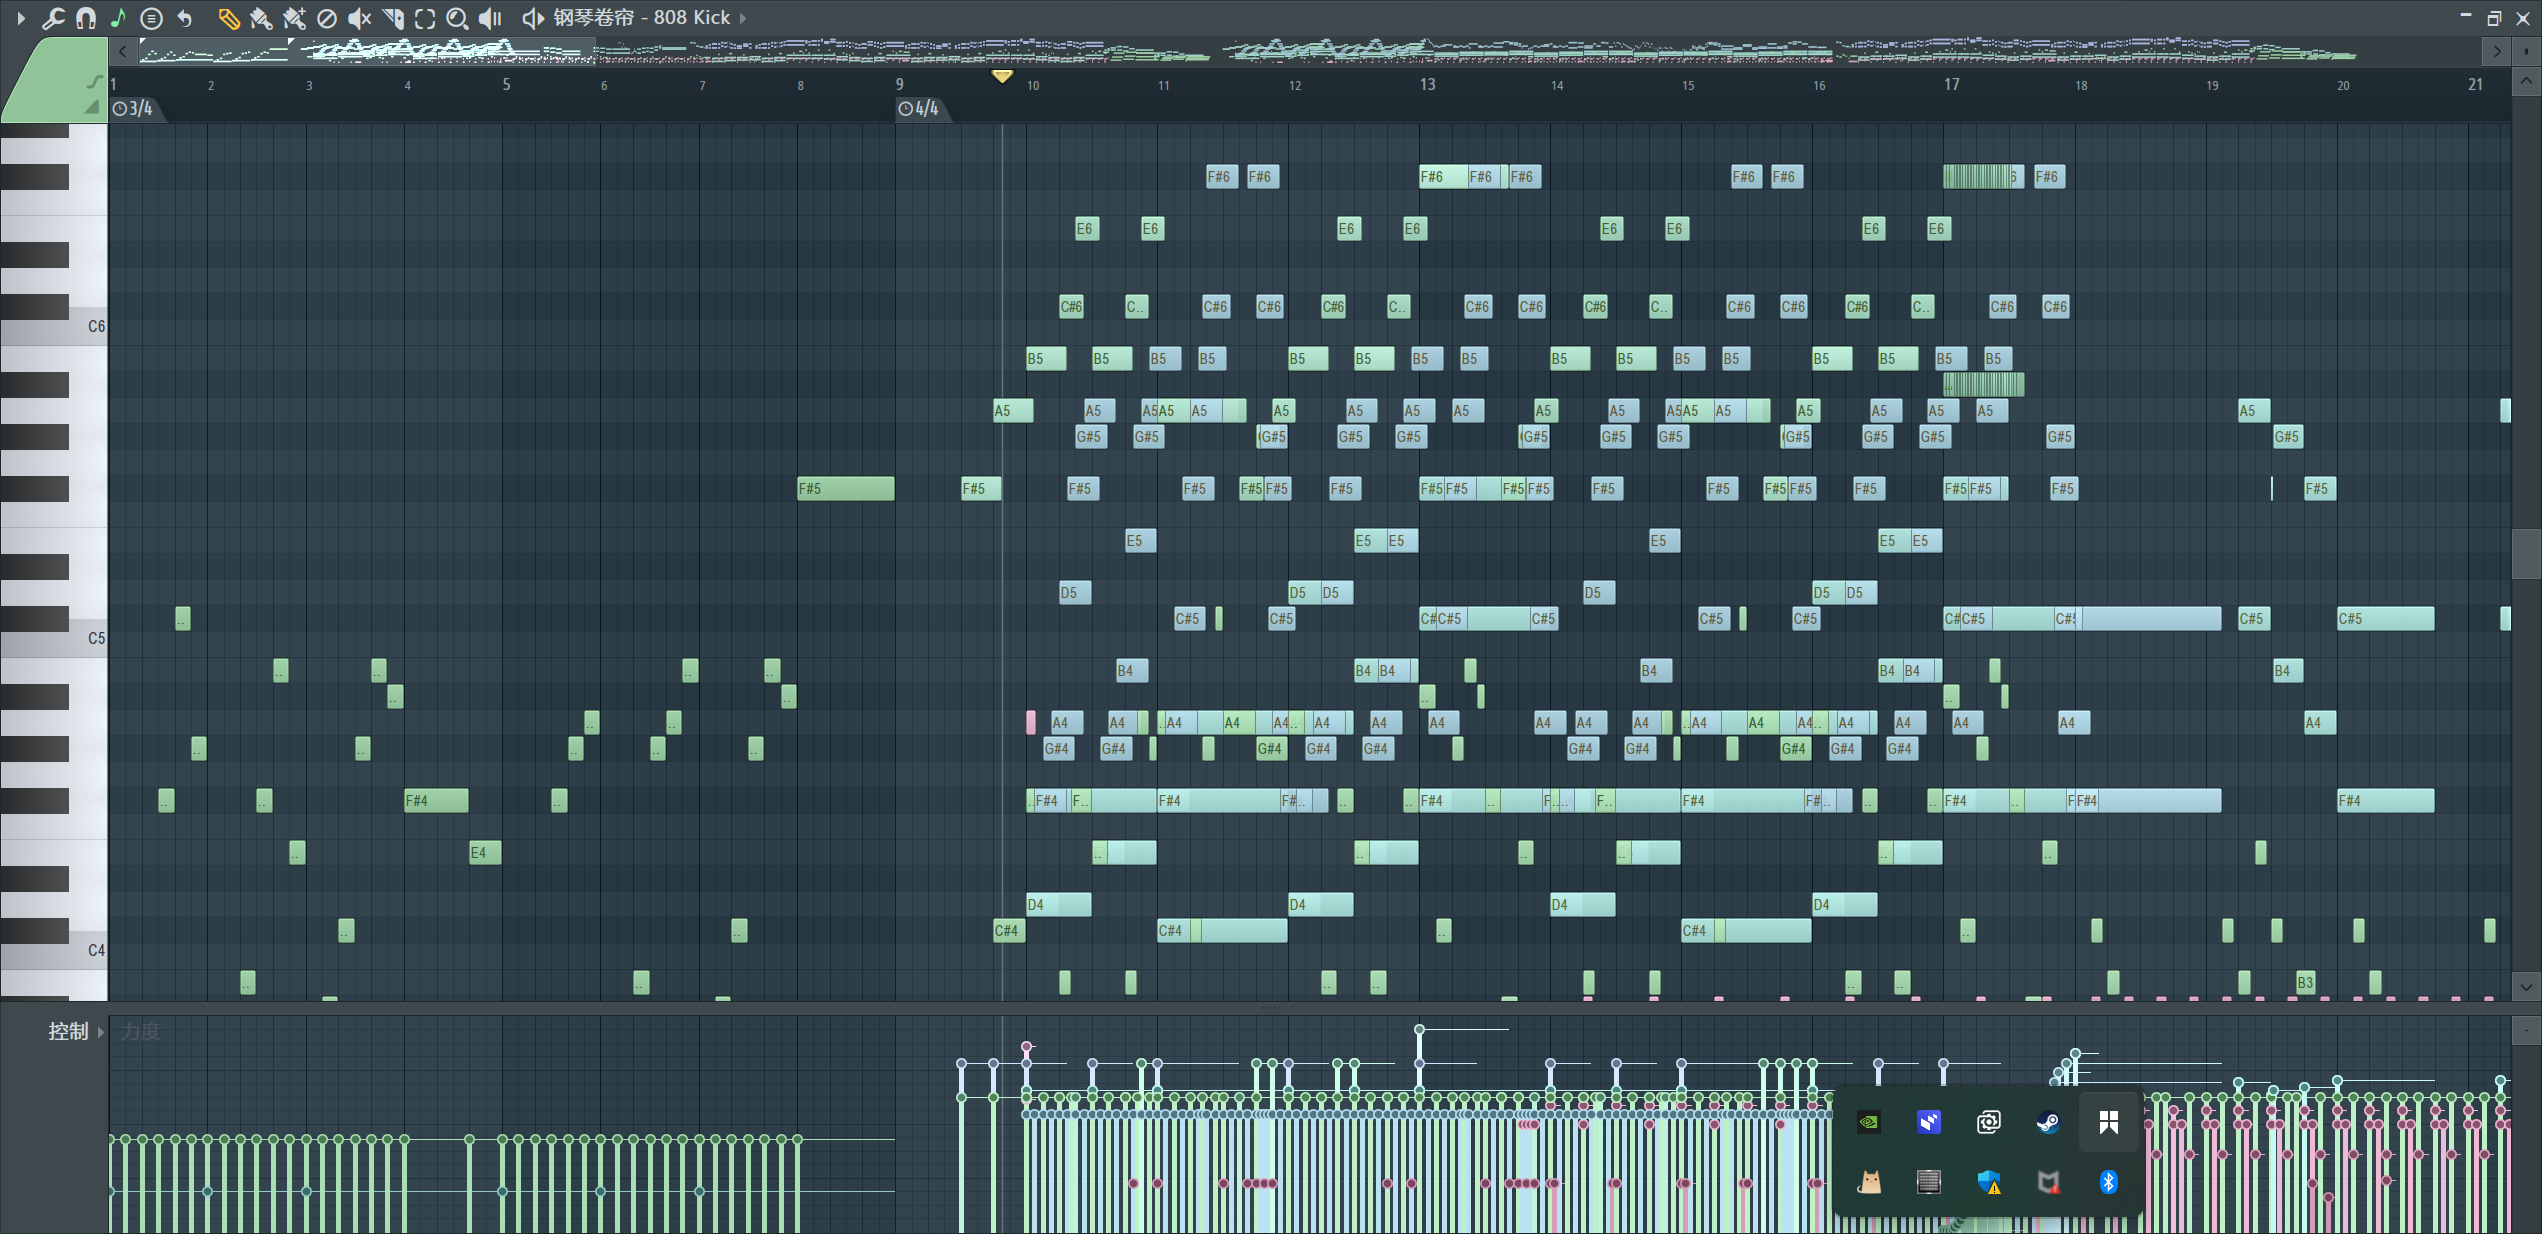 钢琴卷帘 - 808 Kick
1 2 3 4 5 6 7 8 9 10 11 12 13 14 15 16 17 18 19 20 21
3/4 4/4
F#6 F#6 F#6 F#6 F#6 F#6 F#6 F#6
E6 E6 E6 E6 E6 E6 E6 E6
C#6 C.. C#6 C#6 C#6 C.. C#6 C#6 C#6 C.. C#6 C#6 C#6 C.. C#6 C#6
C6
B5 B5 B5 B5 B5 B5 B5 B5 B5 B5 B5 B5 B5 B5 B5 B5
A5 A5 A5 A5 A5 A5 A5 A5 A5 A5 A5 A5 A5 A5 A5 A5 A5 A5 A5
G#5 G#5 G#5 G#5 G#5 G#5 G#5 G#5 G#5 G#5 G#5 G#5 G#5
F#5 F#5 F#5 F#5 F#5 F#5 F#5 F#5 F#5 F#5 F#5 F#5 F#5 F#5 F#5 F#5 F#5 F#5 F#5 F#5
E5 E5 E5 E5 E5 E5
D5 D5 D5 D5 D5 D5
C#5 C#5 C# C#5 C#5 C#5 C#5 C# C#5 C#5 C#5 C#5
C5
B4 B4 B4 B4 B4 B4 B4
A4 A4 A4 A4 A4 A4 A4 A4 A4 A4 A4 A4 A4 A4 A4 A4 A4 A4 A4
G#4 G#4 G#4 G#4 G#4 G#4 G#4 G#4 G#4 G#4
F#4 F#4 F.. F#4 F#.. F#4 F.. F#4 F#.. F#4 F#4 F#4
E4
D4 D4 D4 D4
C#4 C#4 C#4
C4
B3
控制 力度